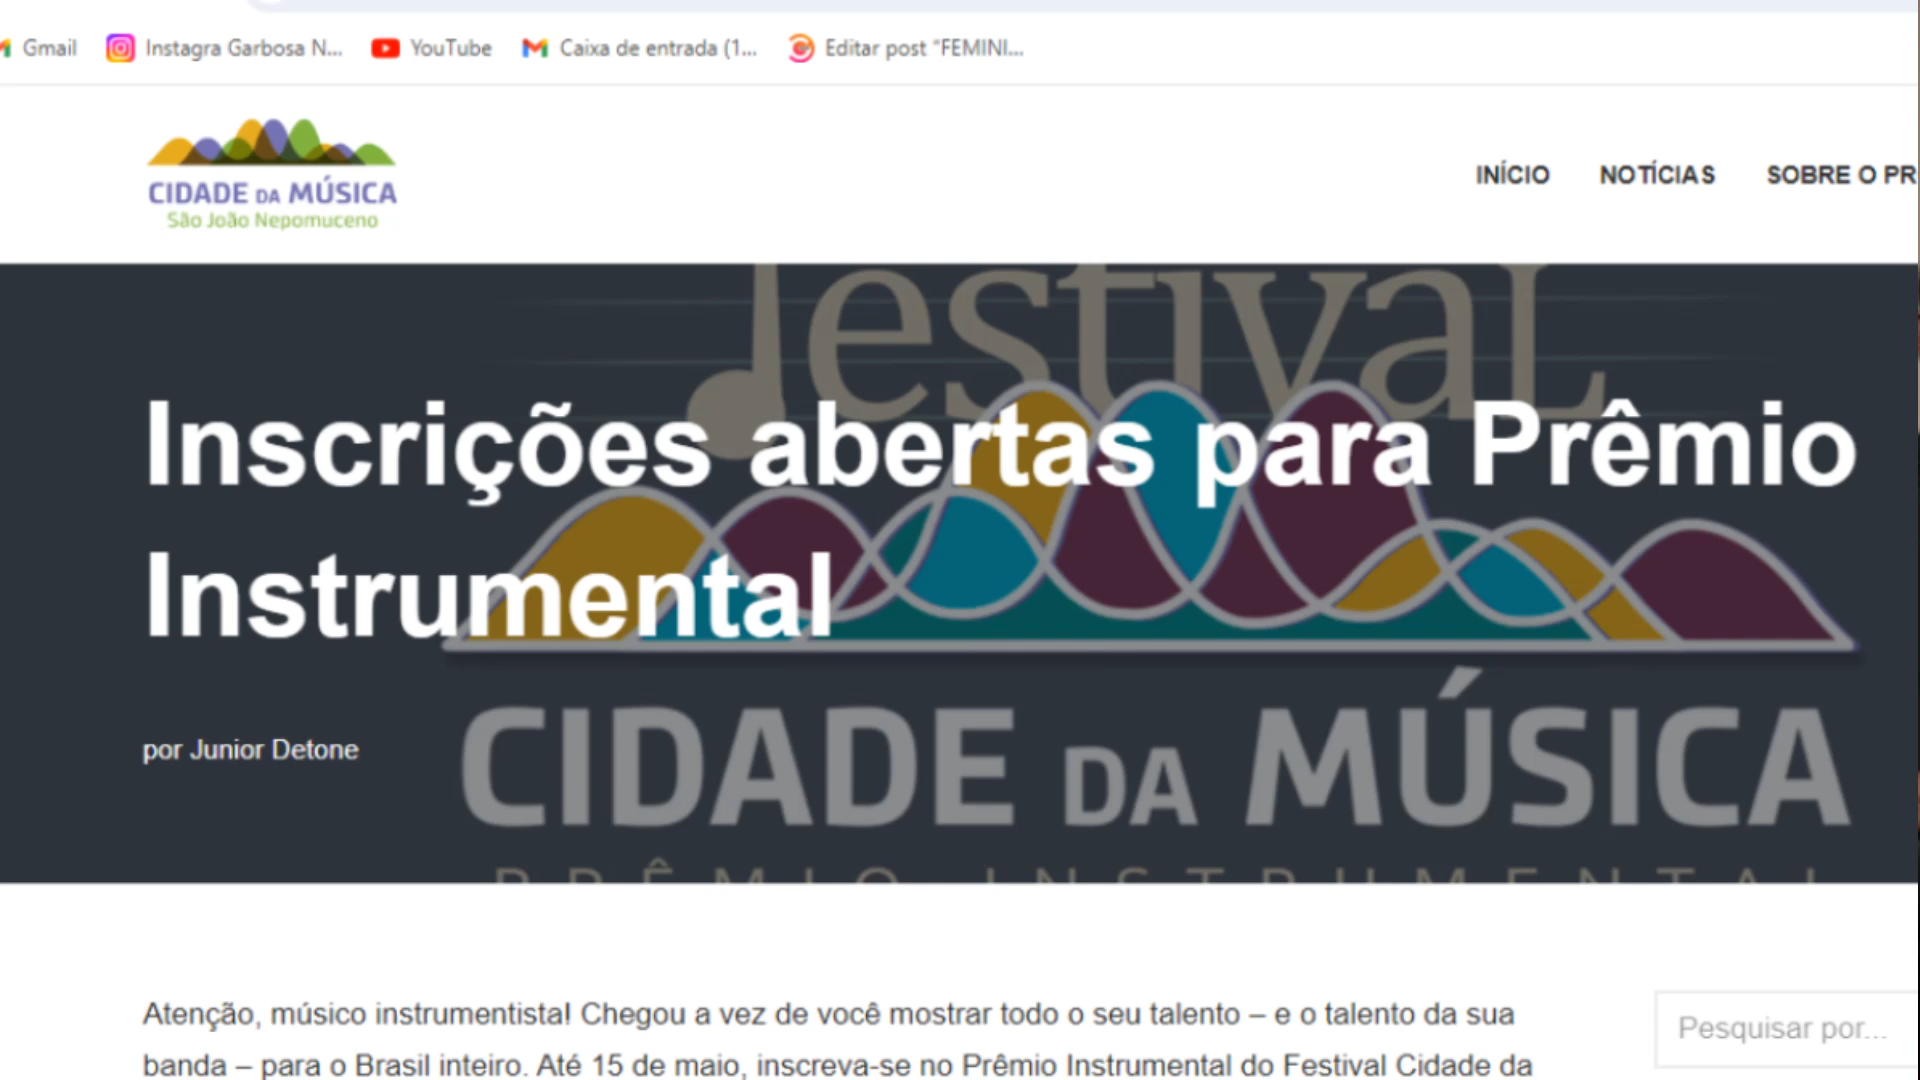 Gmail Instagra Garbosa N... YouTube Caixa de entrada (1... Editar post "FEMINI...
CIDADE DA MÚSICA
São João Nepomuceno
INÍCIO NOTÍCIAS SOBRE O PR
festival
Inscrições abertas para Prêmio
Instrumental
por Junior Detone
CIDADE DA MÚSICA
PRÊMIO INSTRUMENTAL
Atenção, músico instrumentista! Chegou a vez de você mostrar todo o seu talento – e o talento da sua
banda – para o Brasil inteiro. Até 15 de maio, inscreva-se no Prêmio Instrumental do Festival Cidade da
Pesquisar por...